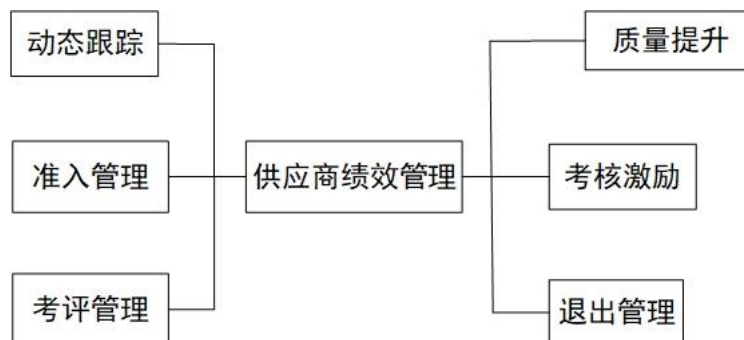 动态跟踪
质量提升
准入管理
供应商绩效管理
考核激励
考评管理
退出管理